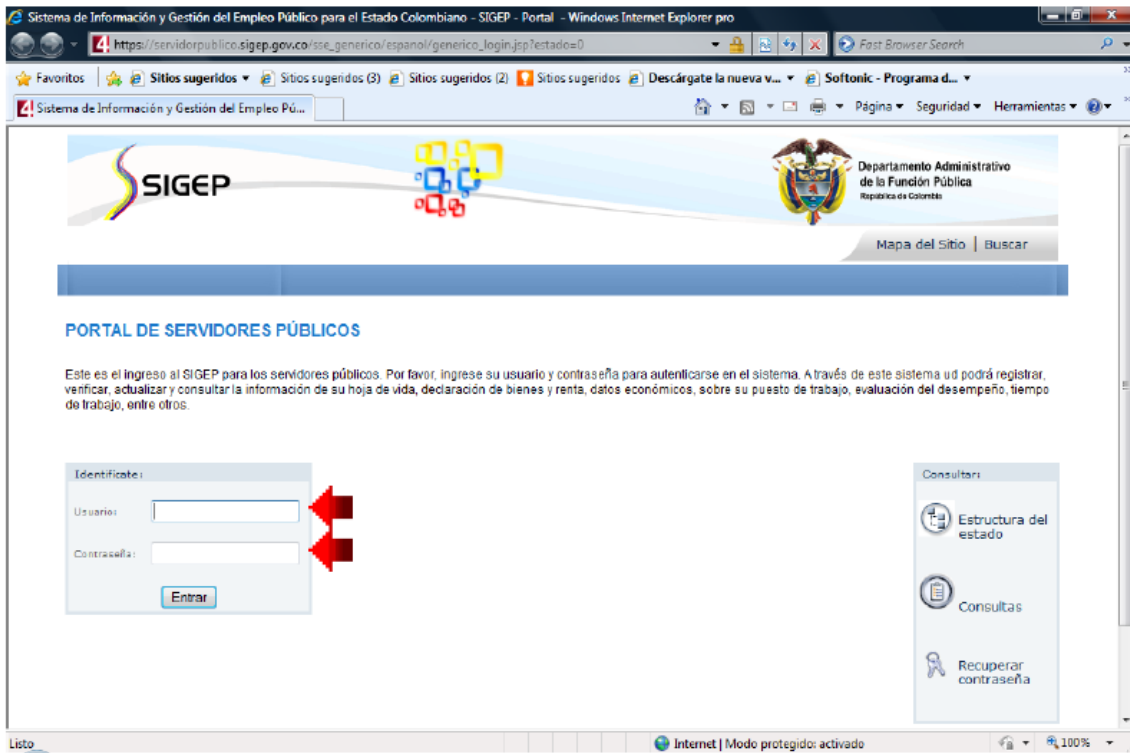 Sistema de Información y Gestión del Empleo Público para el Estado Colombiano - SIGEP - Portal - Windows Internet Explorer pro
https://servidorpublico.sigep.gov.co/sse_generico/espanol/generico_login.jsp?estado=0
Fast Browser Search
Favoritos Sitios sugeridos Sitios sugeridos (3) Sitios sugeridos (2) Sitios sugeridos Descárgate la nueva v... Softonic - Programa d...
Sistema de Información y Gestión del Empleo Pú...
Página Seguridad Herramientas
SIGEP
Departamento Administrativo
de la Función Pública
República de Colombia
Mapa del Sitio | Buscar
PORTAL DE SERVIDORES PÚBLICOS
Este es el ingreso al SIGEP para los servidores públicos. Por favor, ingrese su usuario y contraseña para autenticarse en el sistema. A través de este sistema ud podrá registrar,
verificar, actualizar y consultar la información de su hoja de vida, declaración de bienes y renta, datos económicos, sobre su puesto de trabajo, evaluación del desempeño, tiempo
de trabajo, entre otros.
Identifícate:
Usuario:
Contraseña:
Entrar
Consultar:
Estructura del
estado
Consultas
Recuperar
contraseña
Listo
Internet | Modo protegido: activado
100%